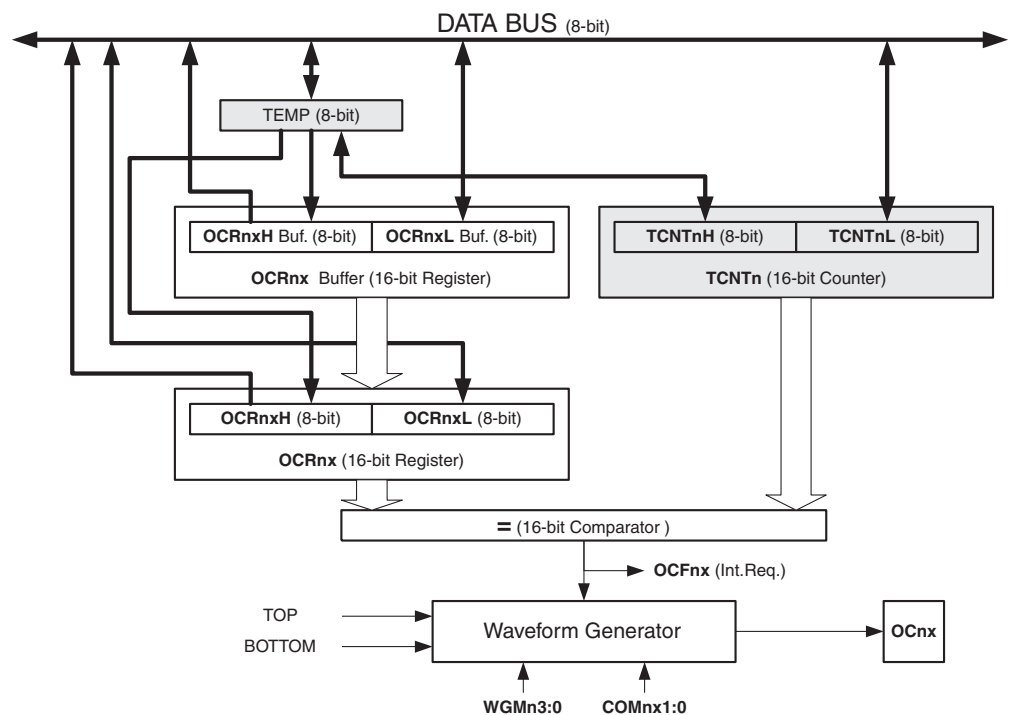 DATA BUS (8-bit)
TEMP (8-bit)
OCRnxH Buf. (8-bit)
OCRnxL Buf. (8-bit)
OCRnx Buffer (16-bit Register)
TCNTnH (8-bit)
TCNTnL (8-bit)
TCNTn (16-bit Counter)
OCRnxH (8-bit)
OCRnxL (8-bit)
OCRnx (16-bit Register)
= (16-bit Comparator )
OCFnx (Int.Req.)
TOP
BOTTOM
Waveform Generator
OCnx
WGMn3:0
COMnx1:0